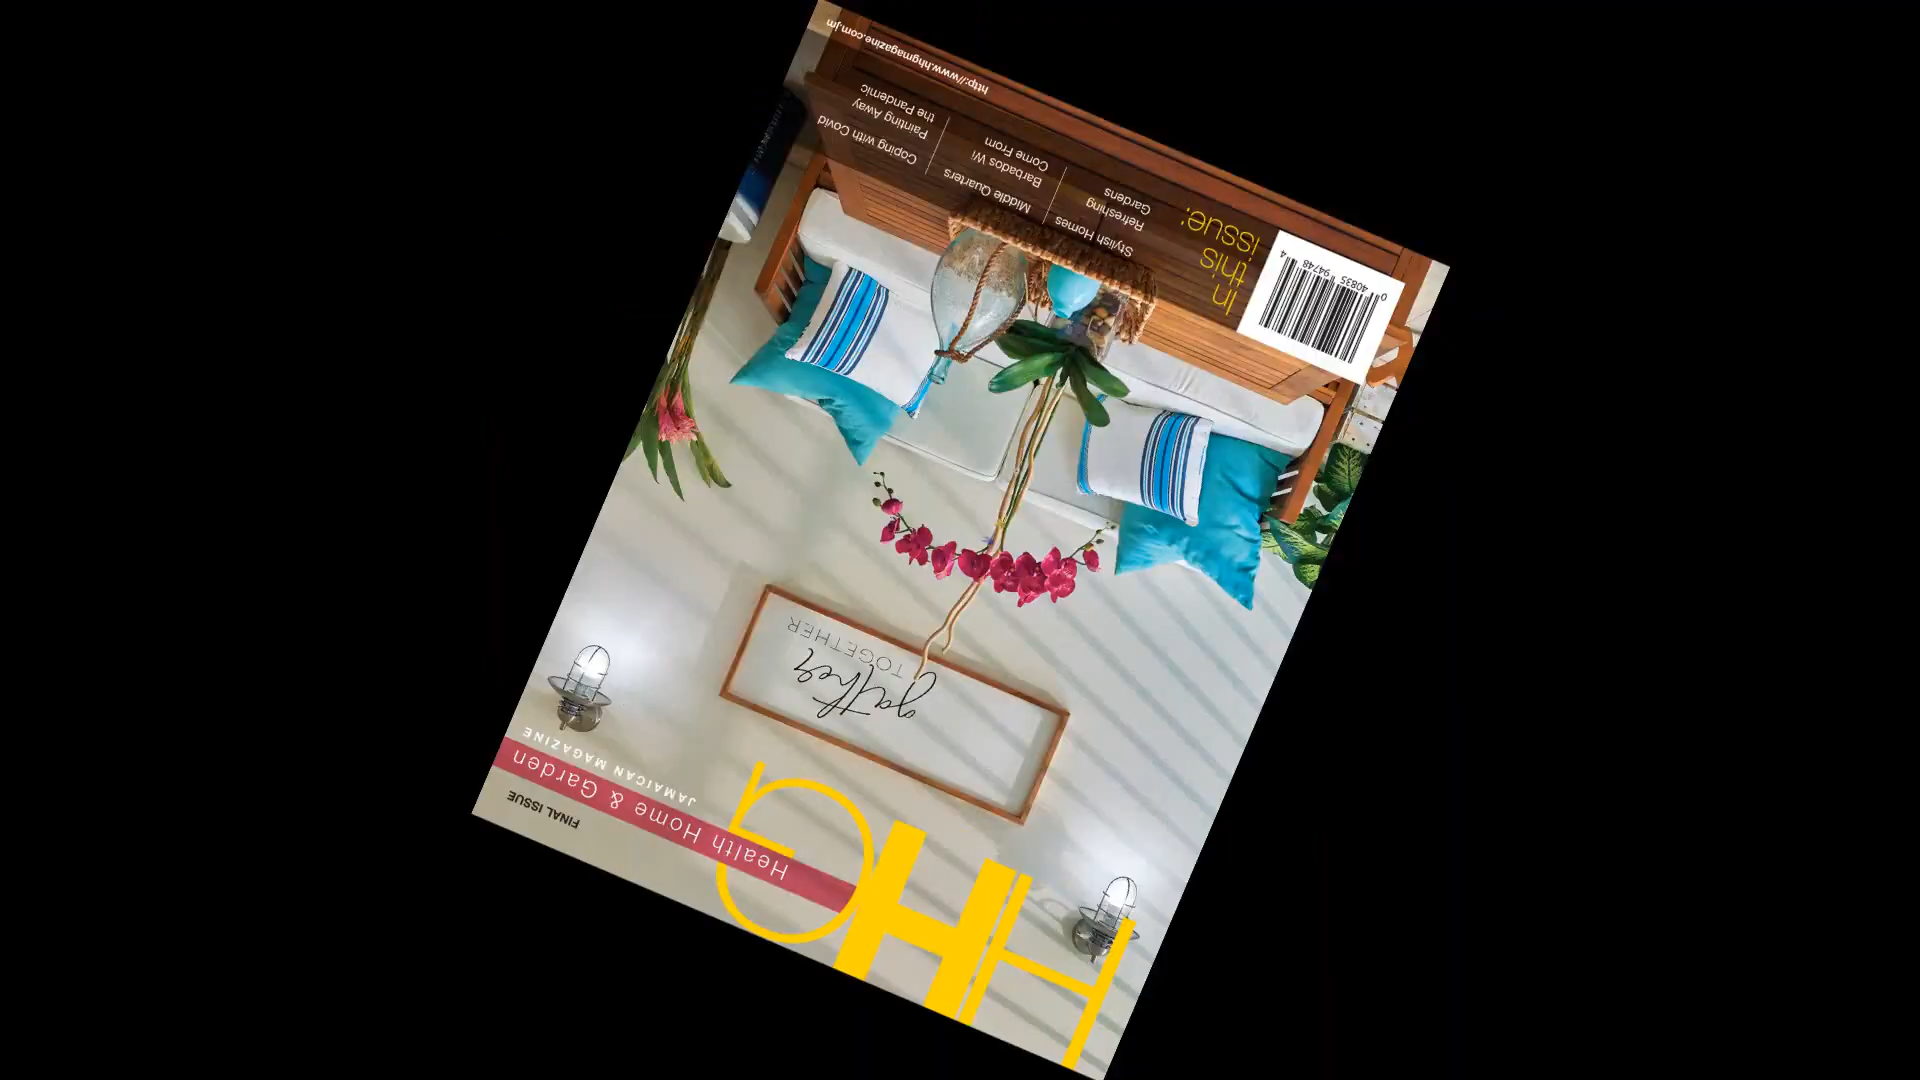 HHG
FINAL ISSUE
Health Home & Garden
JAMAICAN MAGAZINE
gather
TOGETHER
In
this
issue:
Stylish Homes
Refreshing
Gardens
Middle Quarters
Barbados Wi
Come From
Coping with Covid
Painting Away
the Pandemic
0 40835 94748 4
http://www.hhgmagazine.com.jm